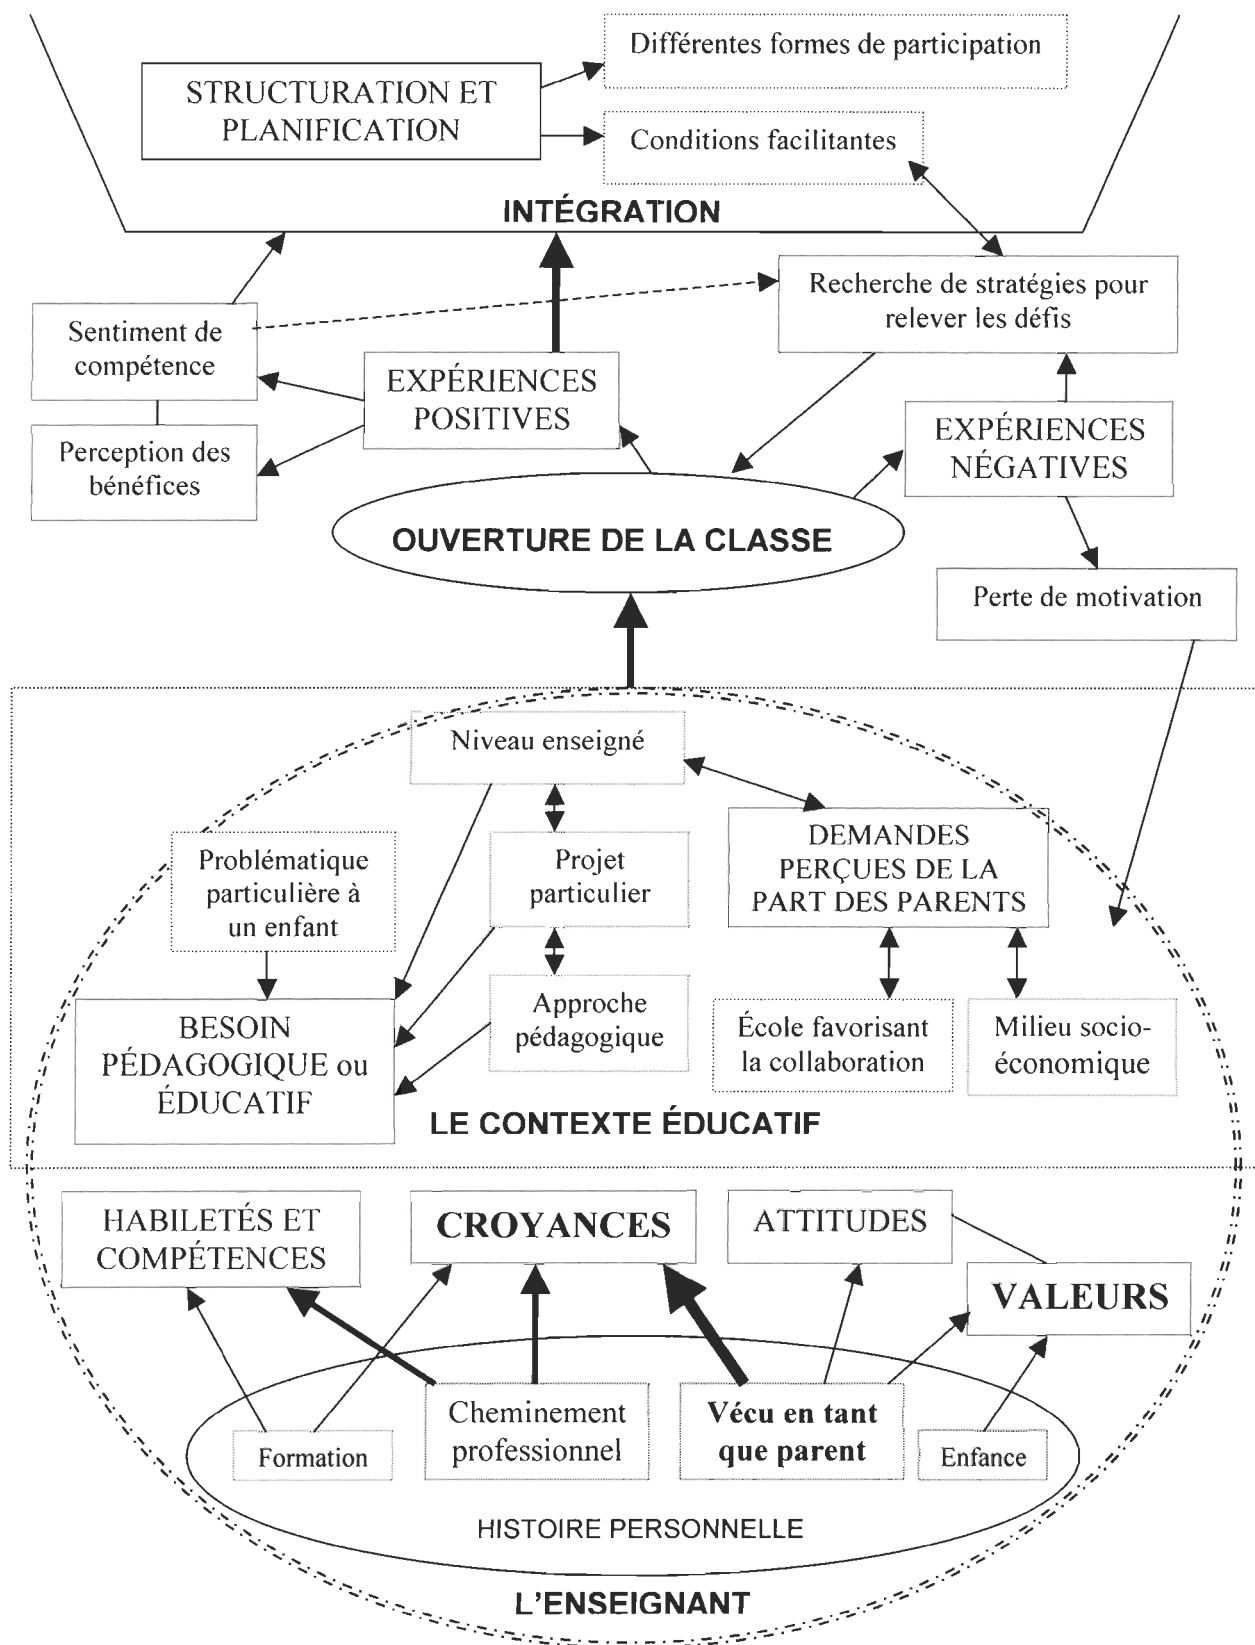 Différentes formes de participation
STRUCTURATION ET
PLANIFICATION
Conditions facilitantes
INTÉGRATION
Recherche de stratégies pour
relever les défis
Sentiment de
compétence
EXPÉRIENCES
POSITIVES
EXPÉRIENCES
NÉGATIVES
Perception des
bénéfices
OUVERTURE DE LA CLASSE
Perte de motivation
Niveau enseigné
Problématique
particulière à
un enfant
Projet
particulier
DEMANDES
PERÇUES DE LA
PART DES PARENTS
BESOIN
PÉDAGOGIQUE ou
ÉDUCATIF
Approche
pédagogique
École favorisant
la collaboration
Milieu socio-
économique
LE CONTEXTE ÉDUCATIF
HABILETÉS ET
COMPÉTENCES
CROYANCES
ATTITUDES
VALEURS
Formation
Cheminement
professionnel
Vécu en tant
que parent
Enfance
HISTOIRE PERSONNELLE
L'ENSEIGNANT